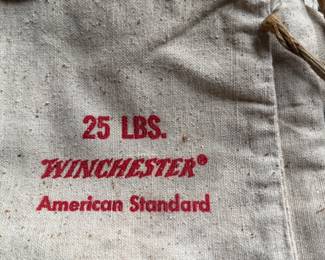 25 LBS.
WINCHESTER®
American Standard